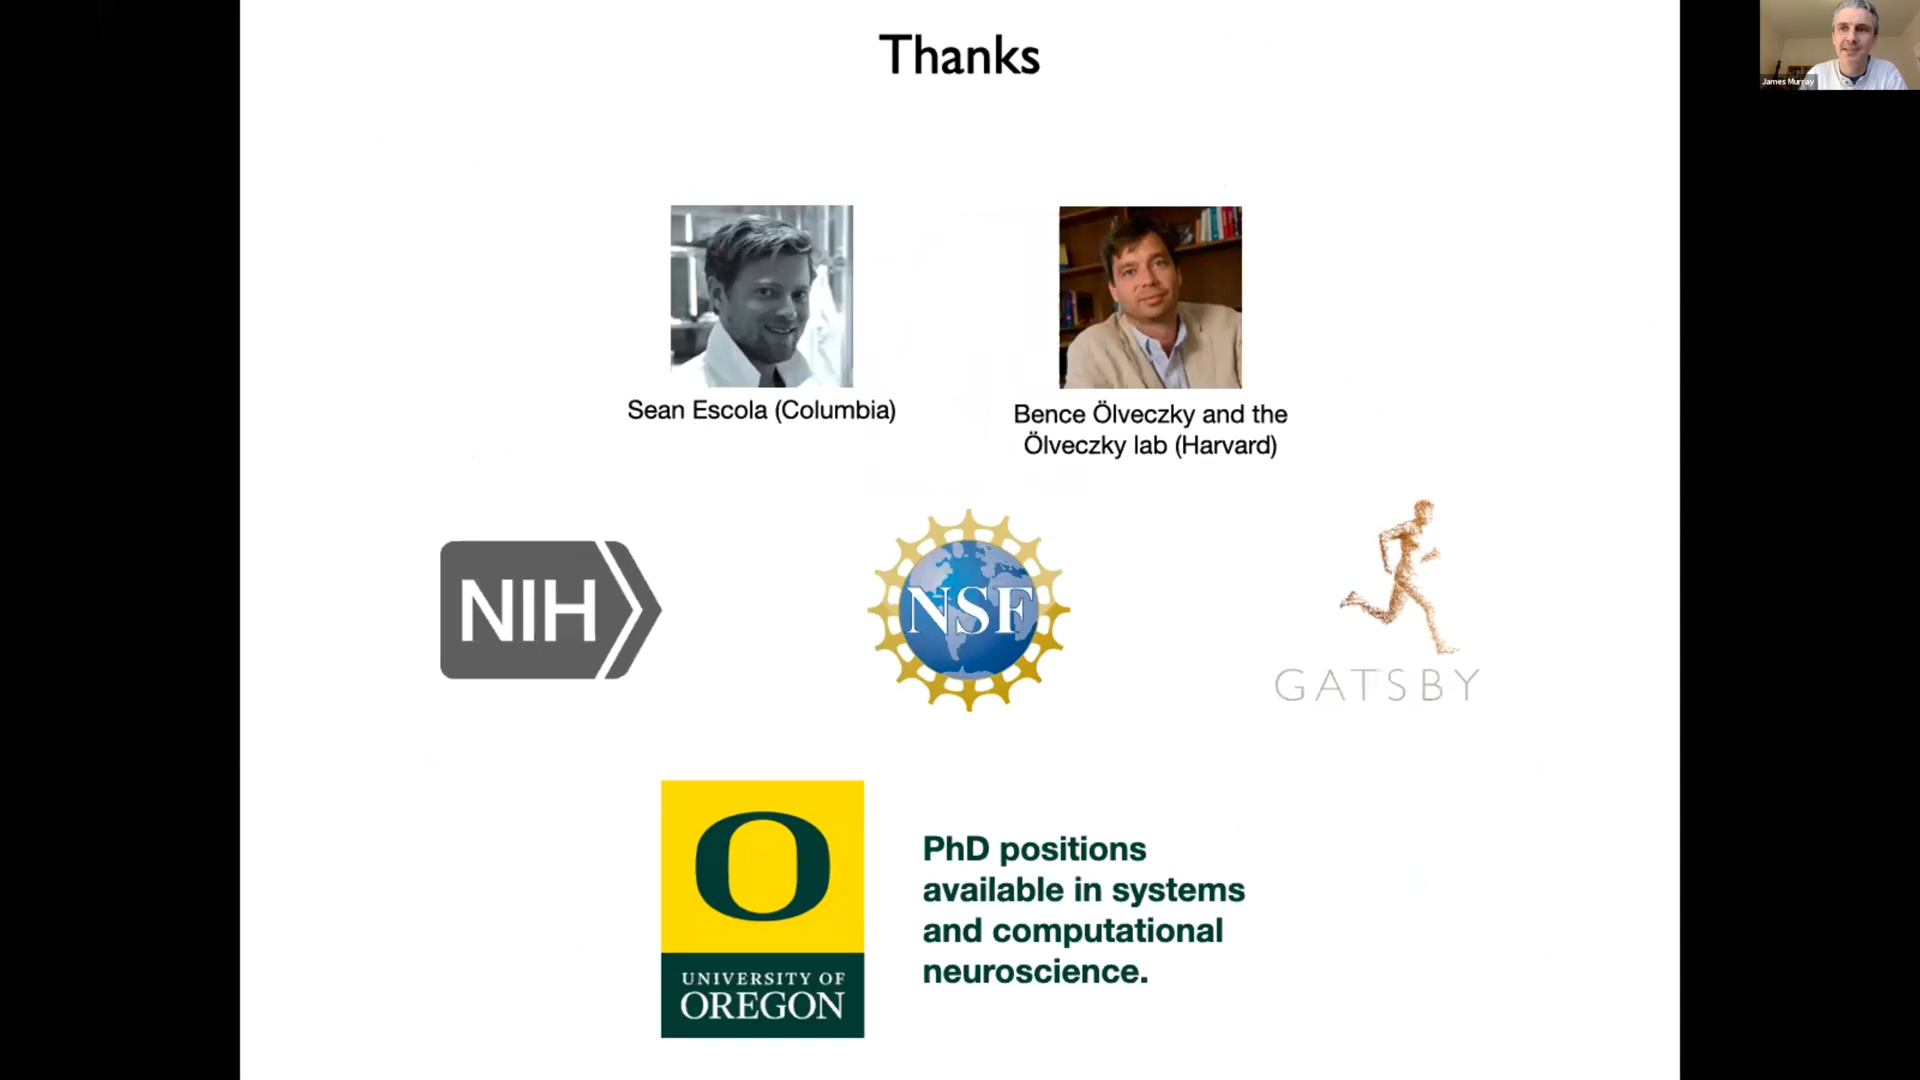 Thanks
James Murray
Sean Escola (Columbia)
Bence Ölveczky and the
Ölveczky lab (Harvard)
NIH
NSF
GATSBY
O
UNIVERSITY OF
OREGON
PhD positions
available in systems
and computational
neuroscience.